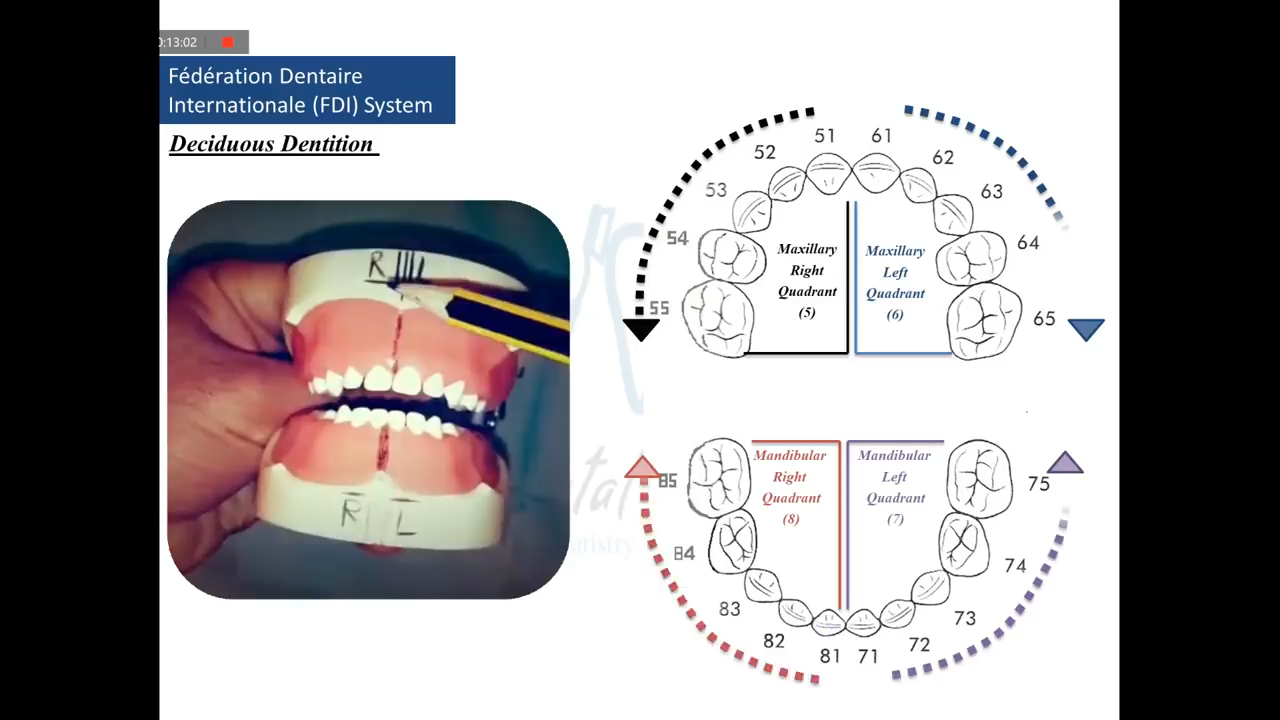 0:13:02
Fédération Dentaire
Internationale (FDI) System
Deciduous Dentition
R L
R L
51 61
52 62
53 63
54 64
55 65
Maxillary
Right
Quadrant
(5)
Maxillary
Left
Quadrant
(6)
Mandibular
Right
Quadrant
(8)
Mandibular
Left
Quadrant
(7)
85 75
84 74
83 73
82 72
81 71